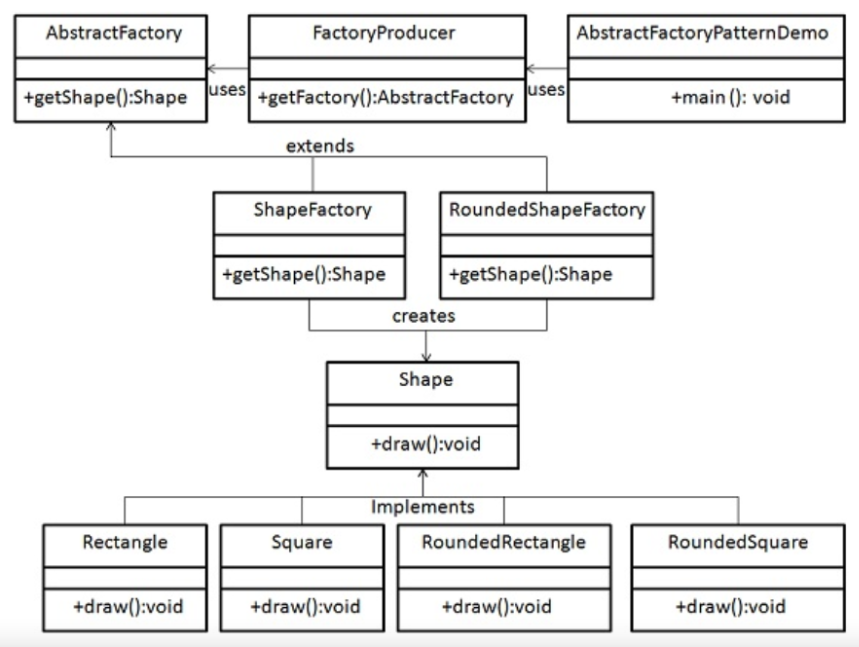 AbstractFactory
FactoryProducer
AbstractFactoryPatternDemo
+getShape():Shape
uses
+getFactory():AbstractFactory
uses
+main (): void
extends
ShapeFactory
RoundedShapeFactory
+getShape():Shape
+getShape():Shape
creates
Shape
+draw():void
Implements
Rectangle
Square
RoundedRectangle
RoundedSquare
+draw():void
+draw():void
+draw():void
+draw():void